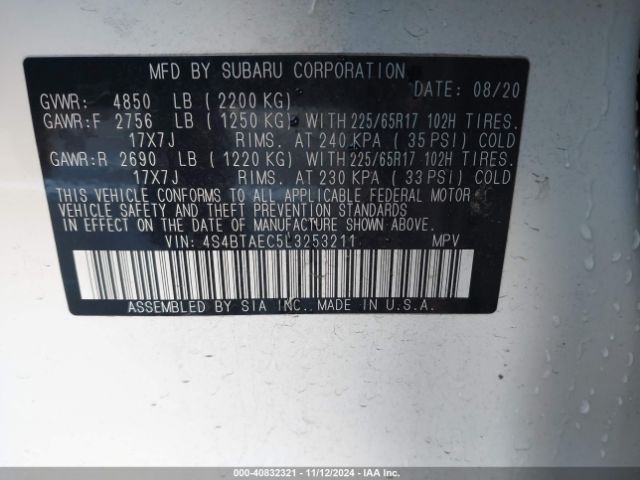 MFD BY SUBARU CORPORATION
DATE: 08/20
GVWR: 4850 LB (2200 KG)
GAWR:F 2756 LB (1250 KG) WITH 225/65R17 102H TIRES.
17X7J RIMS. AT 240 KPA (35 PSI) COLD
GAWR:R 2690 LB (1220 KG) WITH 225/65R17 102H TIRES.
17X7J RIMS. AT 230 KPA (33 PSI) COLD
THIS VEHICLE CONFORMS TO ALL APPLICABLE FEDERAL MOTOR
VEHICLE SAFETY AND THEFT PREVENTION STANDARDS
IN EFFECT ON THE DATE OF MANUFACTURE SHOWN ABOVE.
VIN: 4S4BTAEC5L3253211 MPV
ASSEMBLED BY SIA INC. MADE IN U.S.A.
000-40832321 - 11/12/2024 - IAA Inc.